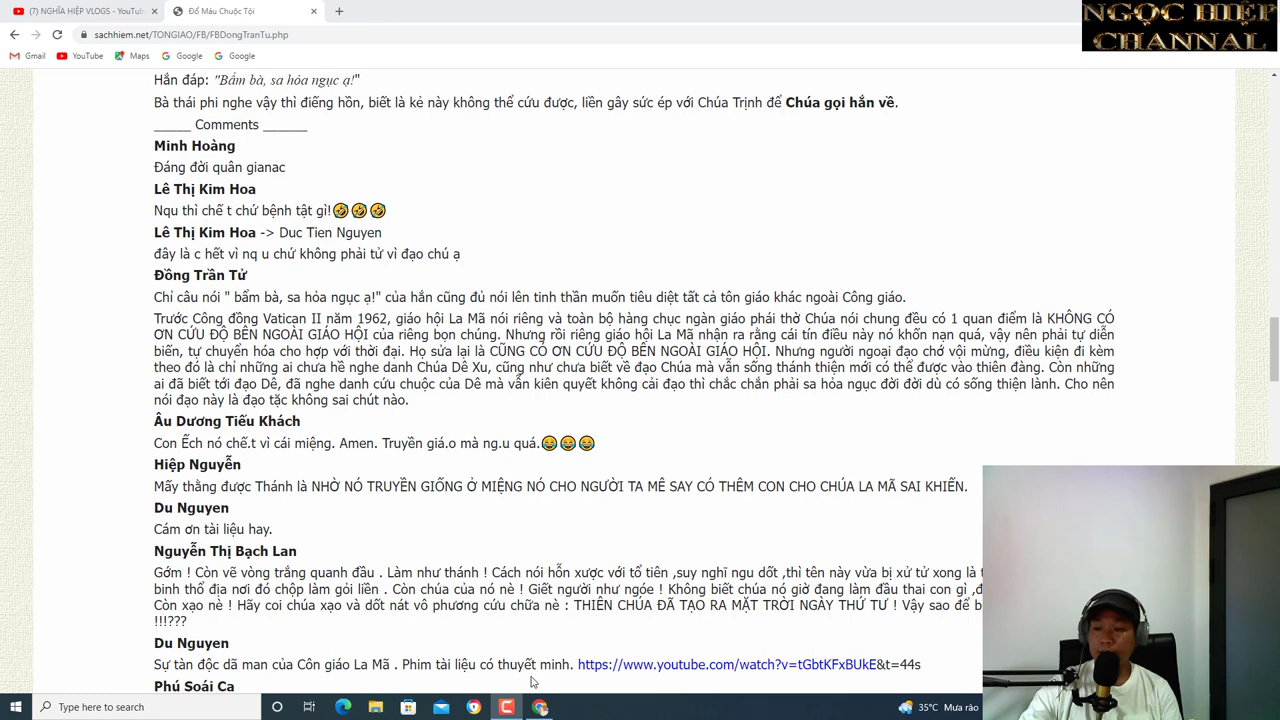 (7) NGHĨA HIỆP VLOGS - YouTu
Đổ Máu Chuộc Tội
NGỌC HIỆP
CHANNAL
sachhiem.net/TONGIAO/FB/FBDongTranTu.php
Gmail YouTube Maps Google Google
Hắn đáp: "Bẩm bà, sa hỏa ngục ạ!"
Bà thái phi nghe vậy thì điếng hồn, biết là kẻ này không thể cứu được, liền gây sức ép với Chúa Trịnh để Chúa gọi hắn về.
_____ Comments ______
Minh Hoàng
Đáng đời quân gianac
Lê Thị Kim Hoa
Nqu thì chế t chứ bệnh tật gì!🤣🤣🤣
Lê Thị Kim Hoa -> Duc Tien Nguyen
đây là c hết vì nq u chứ không phải tử vì đạo chú ạ
Đồng Trần Tử
Chỉ câu nói " bẩm bà, sa hỏa ngục ạ!" của hắn cũng đủ nói lên tinh thần muốn tiêu diệt tất cả tôn giáo khác ngoài Công giáo.
Trước Công đồng Vatican II năm 1962, giáo hội La Mã nói riêng và toàn bộ hàng chục ngàn giáo phái thờ Chúa nói chung đều có 1 quan điểm là KHÔNG CÓ
ƠN CỨU ĐỘ BÊN NGOÀI GIÁO HỘI của riêng bọn chúng. Nhưng rồi riêng giáo hội La Mã nhận ra rằng cái tín điều này nó khốn nạn quá, vậy nên phải tự diễn
biến, tự chuyển hóa cho hợp với thời đại. Họ sửa lại là CŨNG CÓ ƠN CỨU ĐỘ BÊN NGOÀI GIÁO HỘI. Nhưng người ngoại đạo chớ vội mừng, điều kiện đi kèm
theo đó là chỉ những ai chưa hề nghe danh Chúa Dê Xu, cũng như chưa biết về đạo Chúa mà vẫn sống thánh thiện mới có thể được vào thiên đàng. Còn những
ai đã biết tới đạo Dê, đã nghe danh cứu chuộc của Dê mà vẫn kiên quyết không cải đạo thì chắc chắn phải sa hỏa ngục đời đời dù có sống thiện lành. Cho nên
nói đạo này là đạo tặc không sai chút nào.
Âu Dương Tiếu Khách
Con Ếch nó chế.t vì cái miệng. Amen. Truyền giá.o mà ng.u quá.😂😂😂
Hiệp Nguyễn
Mấy thằng được Thánh là NHỜ NÓ TRUYỀN GIỐNG Ở MIỆNG NÓ CHO NGƯỜI TA MÊ SAY CÓ THÊM CON CHO CHÚA LA MÃ SAI KHIẾN.
Du Nguyen
Cám ơn tài liệu hay.
Nguyễn Thị Bạch Lan
Gớm ! Còn vẽ vòng trắng quanh đầu . Làm như thánh ! Cách nói hỗn xược với tổ tiên ,suy nghĩ ngu dốt ,thì tên này vừa bị xử tử xong là t
binh thổ địa nơi đó chộp làm gỏi liền . Còn chúa của nó nè ! Giết người như ngóe ! Không biết chúa nó giờ đang làm đầu thai con gì ,đ
Còn xạo nè ! Hãy coi chúa xạo và dốt nát vô phương cứu chữa nè : THIÊN CHÚA ĐÃ TẠO RA MẶT TRỜI NGÀY THỨ TƯ ! Vậy sao để b
!!!???
Du Nguyen
Sự tàn độc dã man của Côn giáo La Mã . Phim tài liệu có thuyết minh. https://www.youtube.com/watch?v=tGbtKFxBUkE&t=44s
Phú Soái Ca
Type here to search
35°C Mưa rào